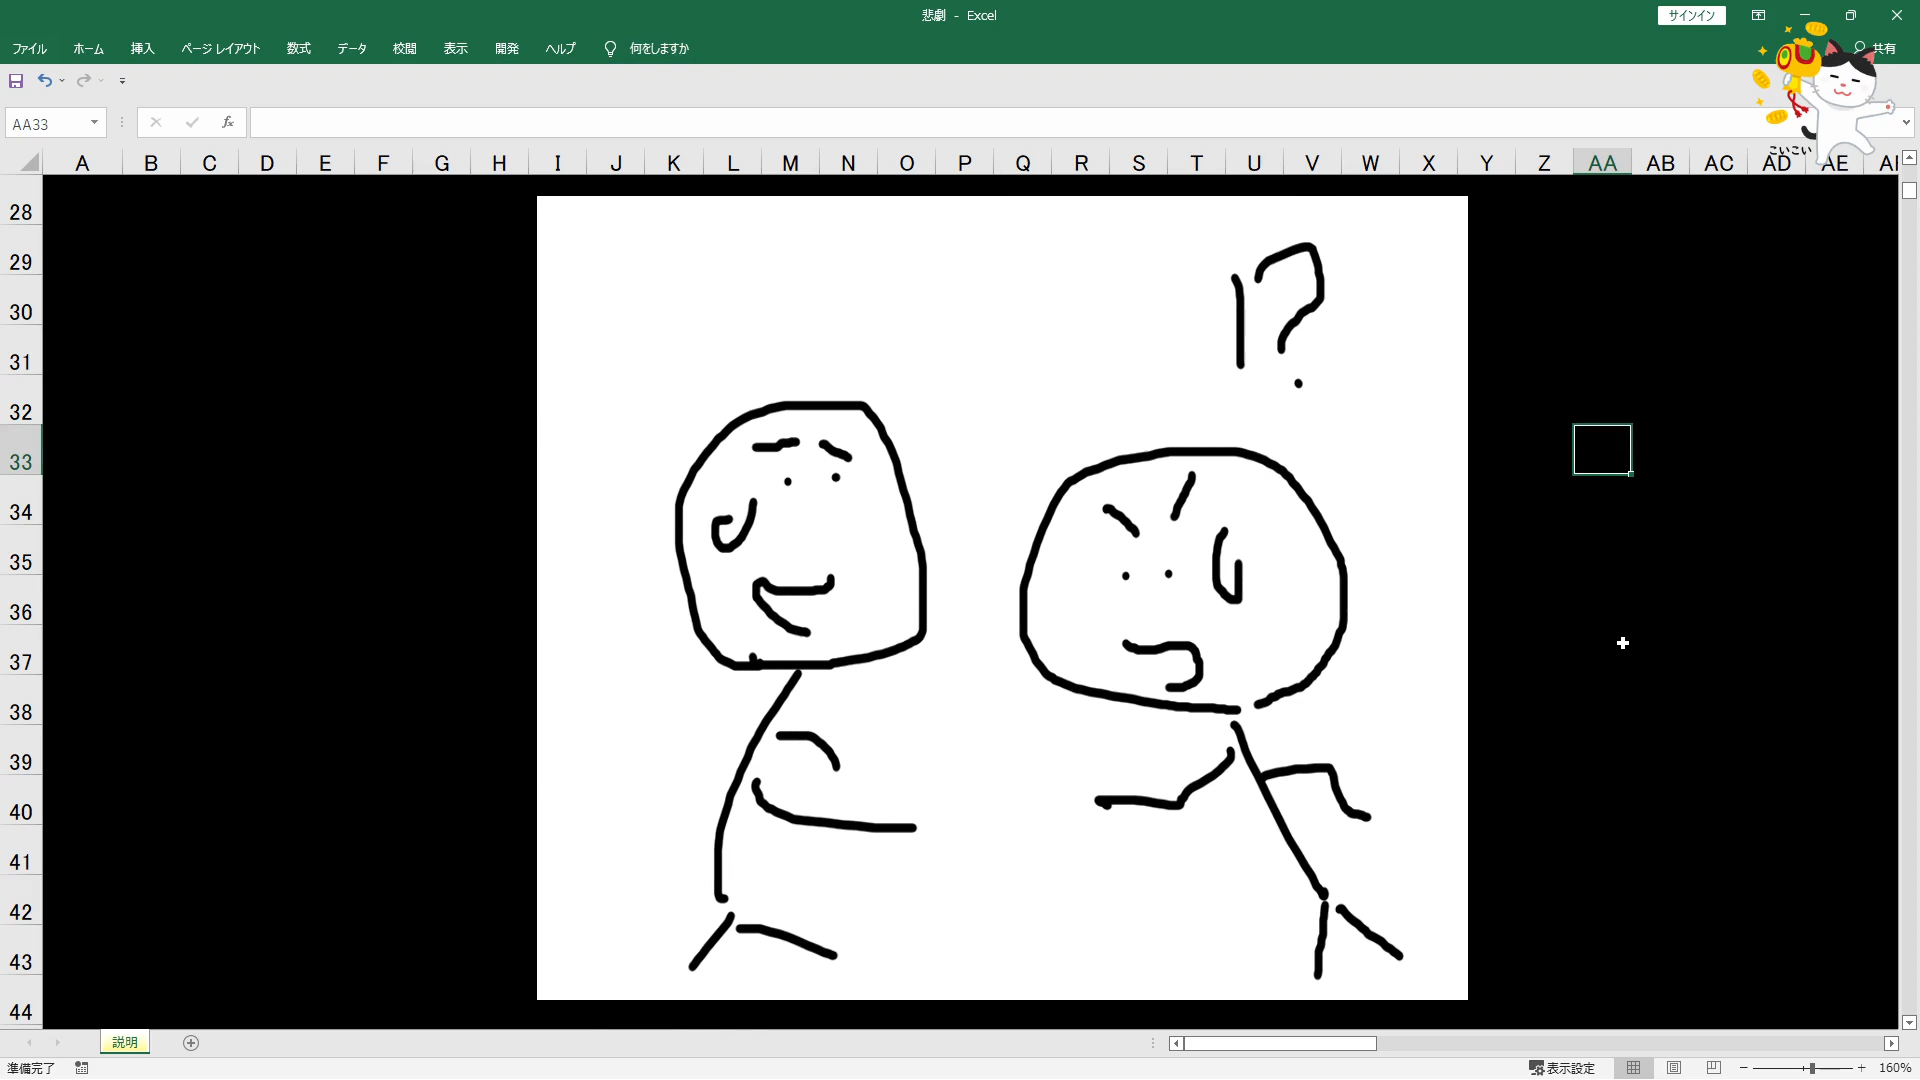 悲劇 - Excel
サインイン
ファイル ホーム 挿入 ページ レイアウト 数式 データ 校閲 表示 開発 ヘルプ 何をしますか 共有
AA33 fx
こいこい
A B C D E F G H I J K L M N O P Q R S T U V W X Y Z AA AB AC AD AE
28
29
30
31
32
33
34
35
36
37
38
39
40
41
42
43
44
!?
説明
準備完了 表示設定 160%